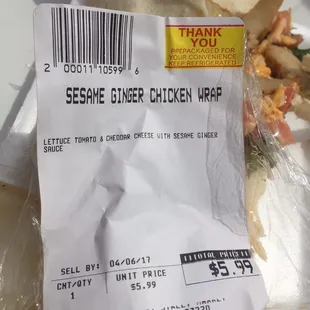 THANK
YOU
PREPACKAGED FOR
YOUR CONVENIENCE
KEEP REFRIGERATED
2 00011 10599 6
SESAME GINGER CHICKEN WRAP
LETTUCE TOMATO & CHEDDAR CHEESE WITH SESAME GINGER
SAUCE
SELL BY: 04/06/17
TOTAL PRICE
$5.99
CNT/QTY
UNIT PRICE
1
$5.99